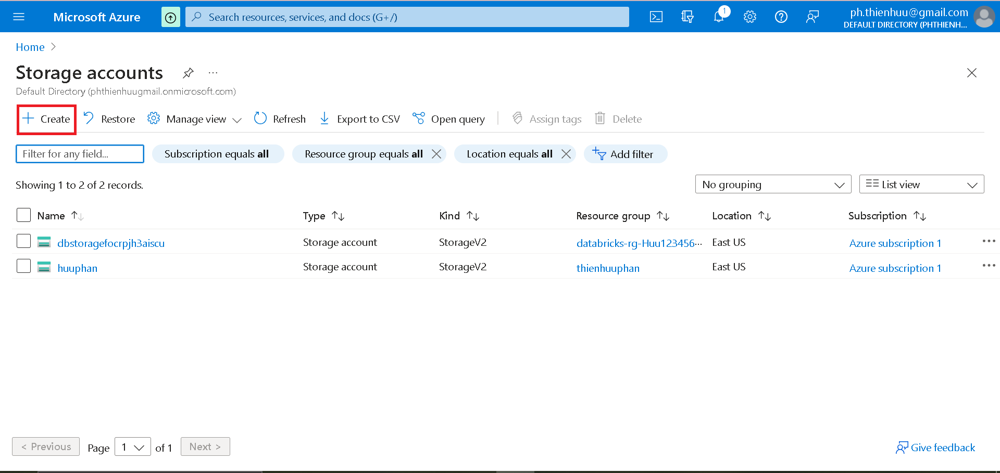 Microsoft Azure Search resources, services, and docs (G+/) 1 ph.thienhuu@gmail.com
DEFAULT DIRECTORY (PHTHIENH...
Home
Storage accounts ...
Default Directory (phthienhuugmail.onmicrosoft.com)
Create Restore Manage view Refresh Export to CSV Open query Assign tags Delete
Filter for any field... Subscription equals all Resource group equals all Location equals all Add filter
Showing 1 to 2 of 2 records. No grouping List view
Name Type Kind Resource group Location Subscription
dbstoragefocrpjh3aiscu Storage account StorageV2 databricks-rg-Huu123456... East US Azure subscription 1 ...
huuphan Storage account StorageV2 thienhuuphan East US Azure subscription 1 ...
< Previous Page 1 of 1 Next > Give feedback